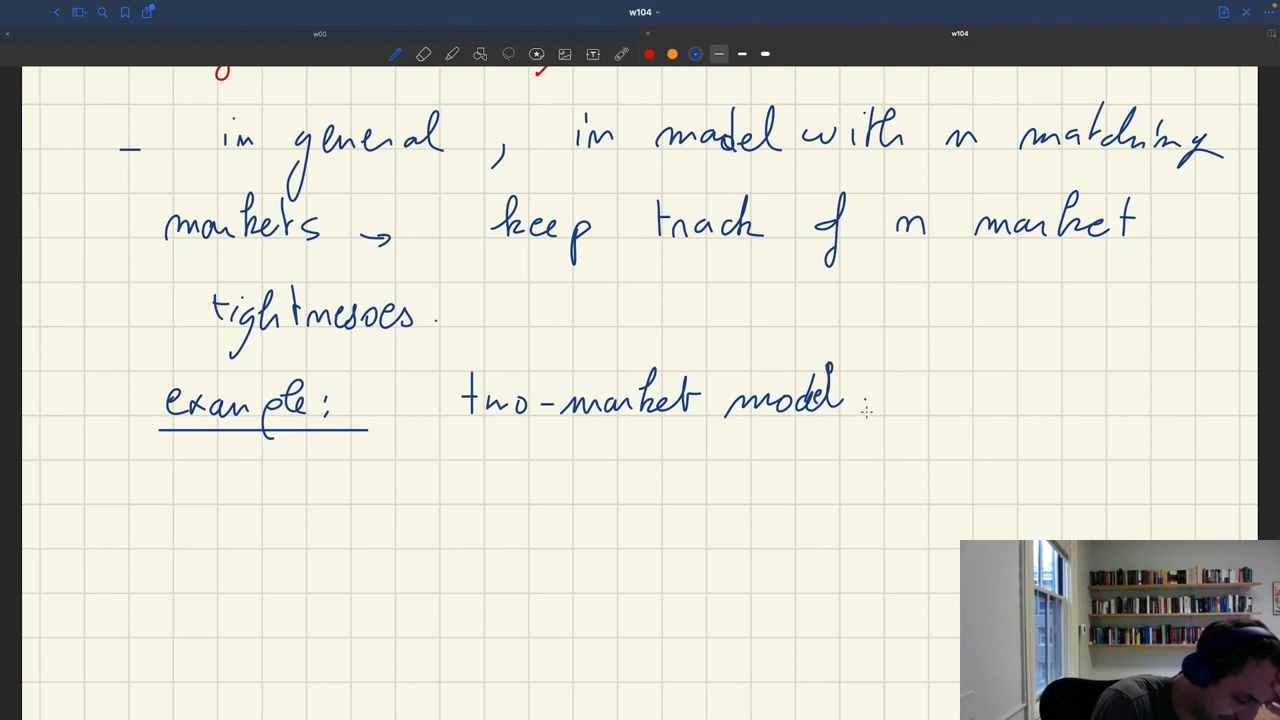 w104
w00
w104
- in general, in model with n matching
markets → keep track of n market
tightnesses.
example: two-market model: